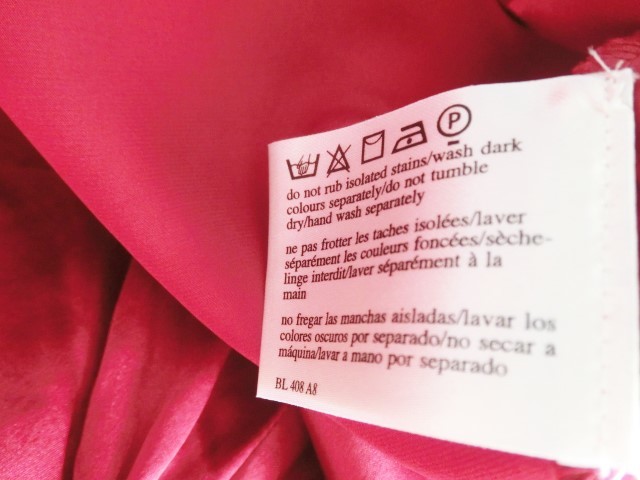 P
do not rub isolated stains/wash dark
colours separately/do not tumble
dry/hand wash separately
ne pas frotter les taches isolées/laver
séparément les couleurs foncées/sèche-
linge interdit/laver séparément à la
main
no fregar las manchas aisladas/lavar los
colores oscuros por separado/no secar a
máquina/lavar a mano por separado
BL 408 A8